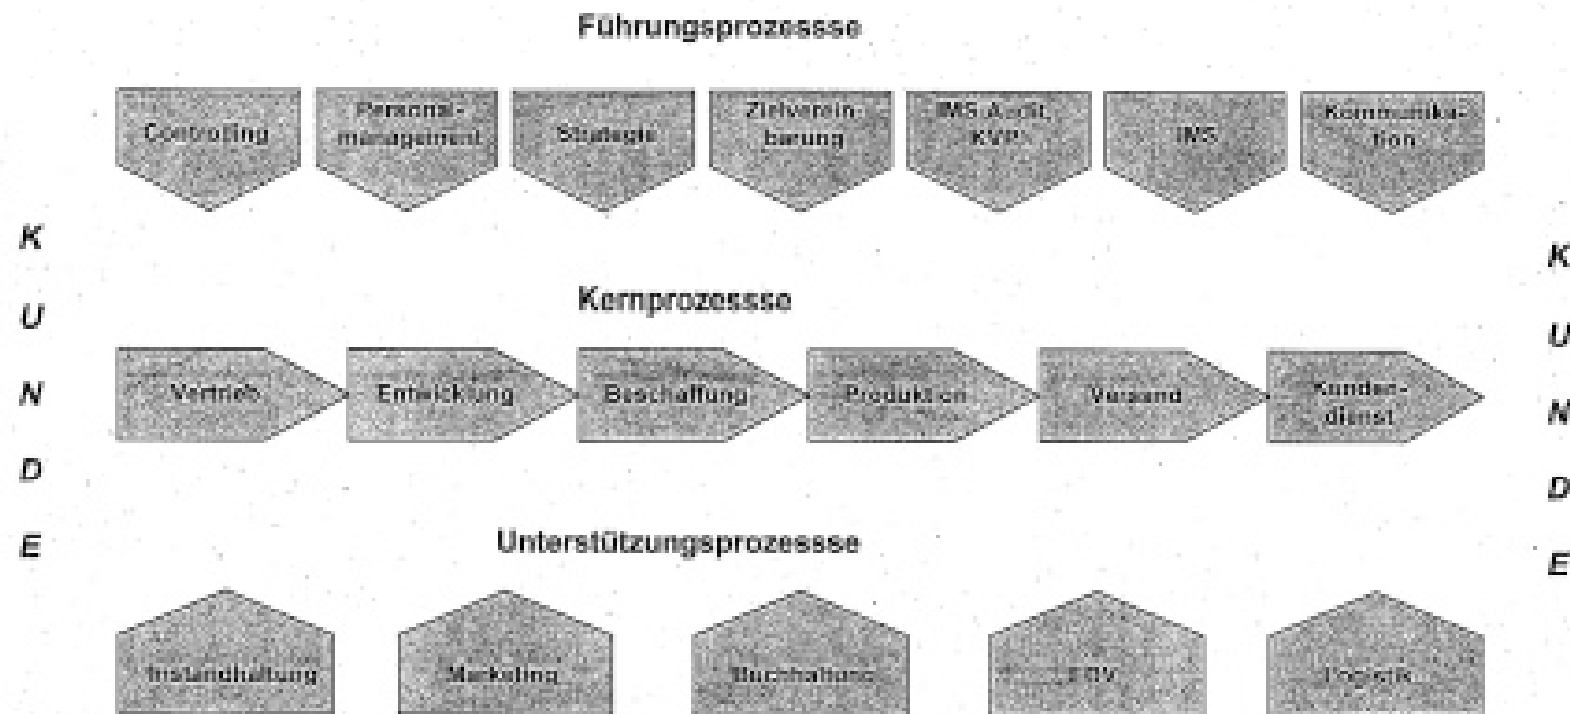 Führungsprozessse
Controlling
Personal-
management
Strategie
Zielverein-
barung
IMS-Audit,
KVP
IMS
Kommunika-
tion
K
U
N
D
E
Kernprozessse
Vertrieb
Entwicklung
Beschaffung
Produktion
Versand
Kunden-
dienst
K
U
N
D
E
Unterstützungsprozessse
Instandhaltung
Marketing
Buchhaltung
EDV
Logistik